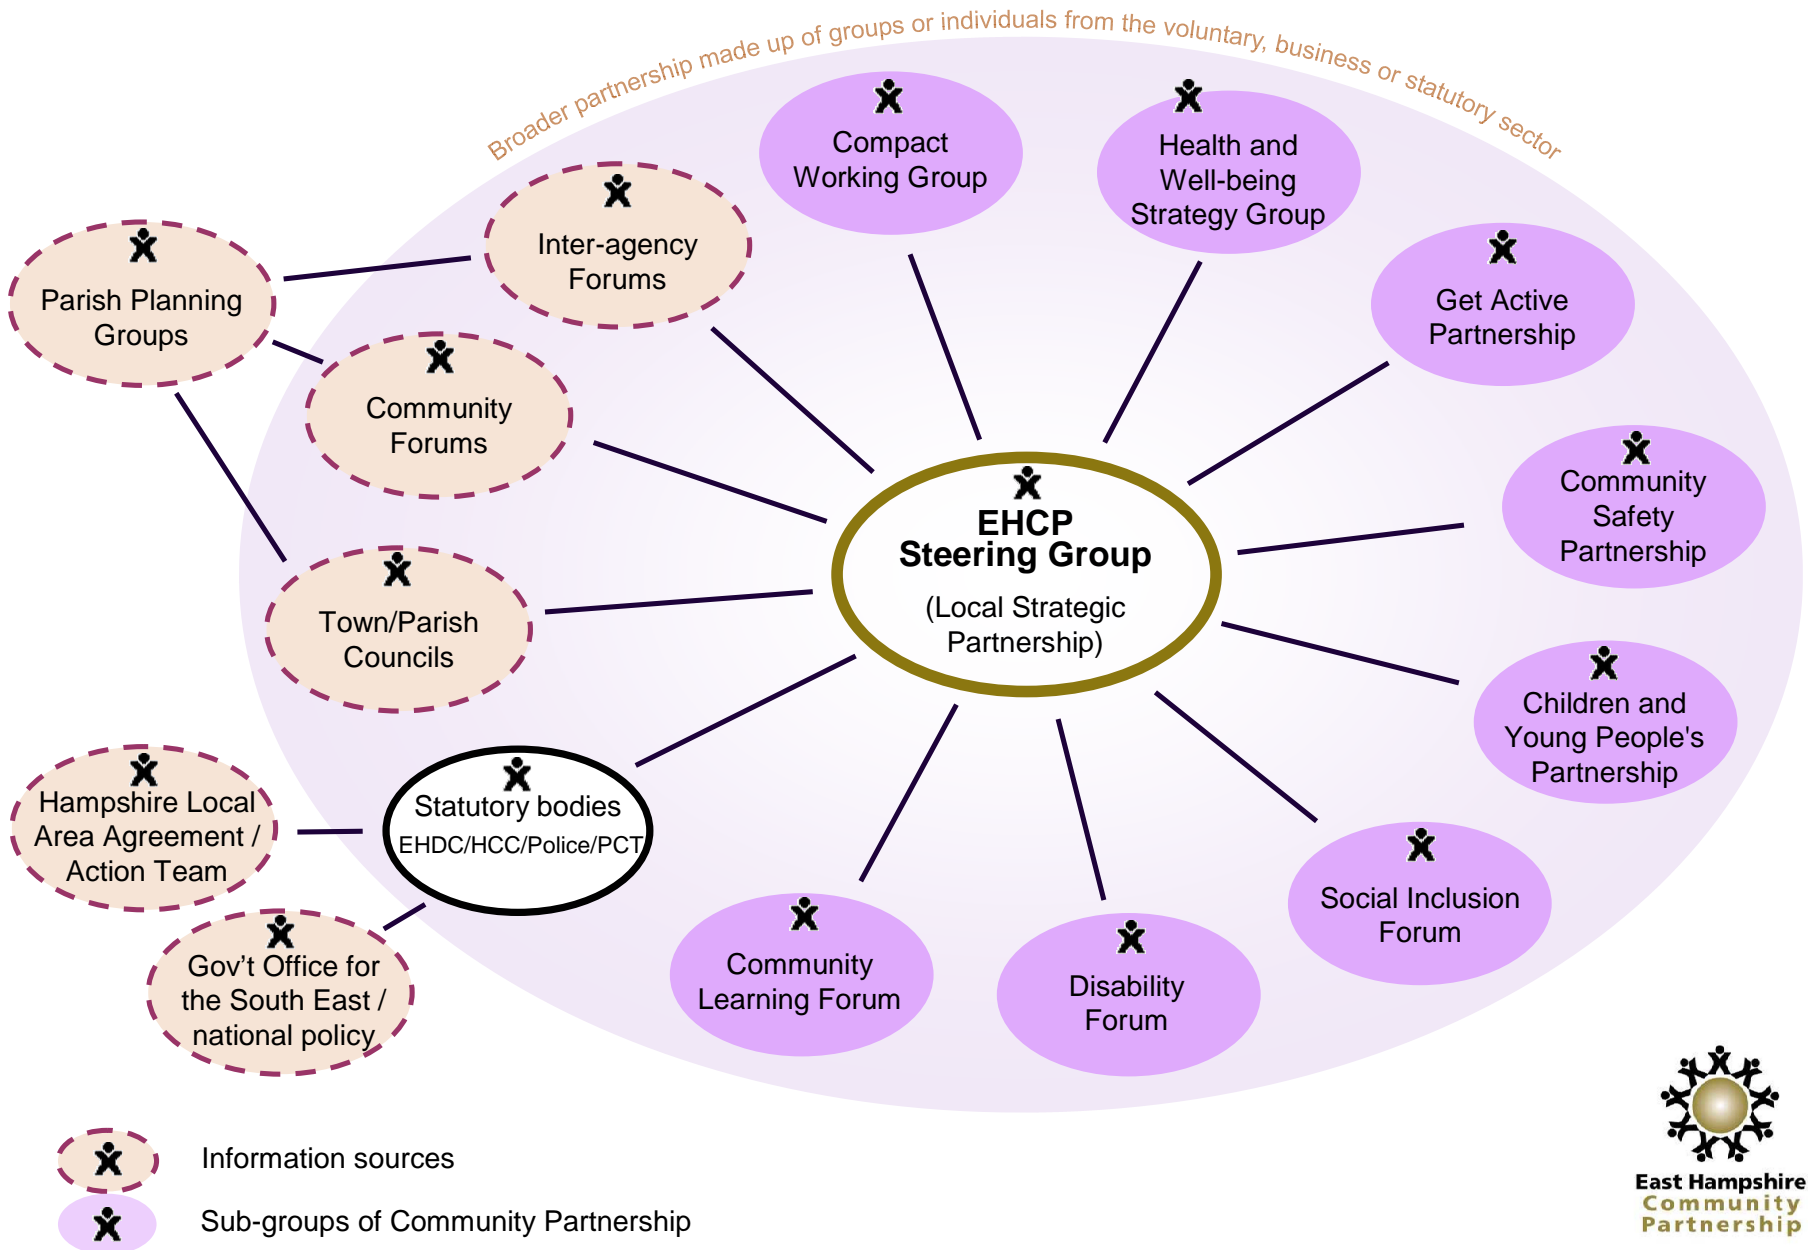 Broader partnership made up of groups or individuals from the voluntary, business or statutory sector
Compact
Working Group
Health and
Well-being
Strategy Group
Inter-agency
Forums
Parish Planning
Groups
Get Active
Partnership
Community
Forums
Community
Safety
Partnership
EHCP
Steering Group
(Local Strategic
Partnership)
Town/Parish
Councils
Children and
Young People's
Partnership
Statutory bodies
EHDC/HCC/Police/PCT
Hampshire Local
Area Agreement /
Action Team
Social Inclusion
Forum
Gov’t Office for
the South East /
national policy
Community
Learning Forum
Disability
Forum
Information sources
Sub-groups of Community Partnership
East Hampshire
Community
Partnership